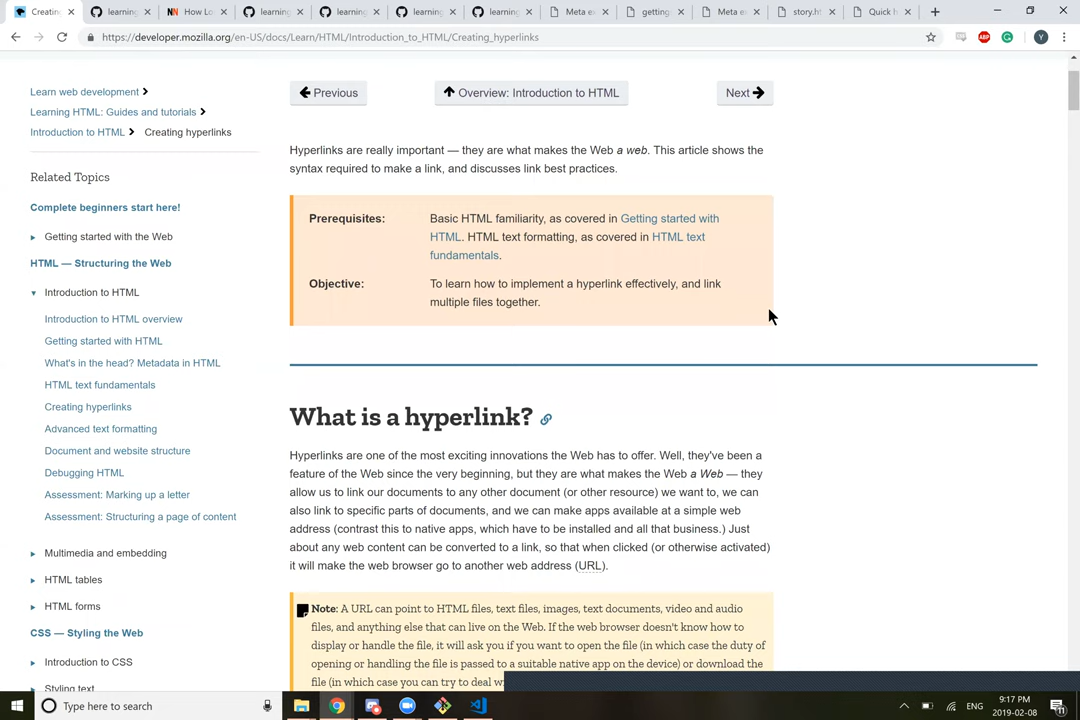 Creatin
learning
How Lo
learning
learning
learning
learning
Meta e
getting
Meta e
story.h
Quick h
https://developer.mozilla.org/en-US/docs/Learn/HTML/Introduction_to_HTML/Creating_hyperlinks
ABP
Y
Learn web development
Learning HTML: Guides and tutorials
Introduction to HTML
Creating hyperlinks
Related Topics
Complete beginners start here!
Getting started with the Web
HTML — Structuring the Web
Introduction to HTML
Introduction to HTML overview
Getting started with HTML
What's in the head? Metadata in HTML
HTML text fundamentals
Creating hyperlinks
Advanced text formatting
Document and website structure
Debugging HTML
Assessment: Marking up a letter
Assessment: Structuring a page of content
Multimedia and embedding
HTML tables
HTML forms
CSS — Styling the Web
Introduction to CSS
Styling text
Previous
Overview: Introduction to HTML
Next
Hyperlinks are really important — they are what makes the Web a web. This article shows the
syntax required to make a link, and discusses link best practices.
Prerequisites:
Basic HTML familiarity, as covered in Getting started with
HTML. HTML text formatting, as covered in HTML text
fundamentals.
Objective:
To learn how to implement a hyperlink effectively, and link
multiple files together.
What is a hyperlink?
Hyperlinks are one of the most exciting innovations the Web has to offer. Well, they've been a
feature of the Web since the very beginning, but they are what makes the Web a Web — they
allow us to link our documents to any other document (or other resource) we want to, we can
also link to specific parts of documents, and we can make apps available at a simple web
address (contrast this to native apps, which have to be installed and all that business.) Just
about any web content can be converted to a link, so that when clicked (or otherwise activated)
it will make the web browser go to another web address (URL).
Note: A URL can point to HTML files, text files, images, text documents, video and audio
files, and anything else that can live on the Web. If the web browser doesn't know how to
display or handle the file, it will ask you if you want to open the file (in which case the duty of
opening or handling the file is passed to a suitable native app on the device) or download the
file (in which case you can try to deal
Type here to search
ENG
9:17 PM
2019-02-08
11